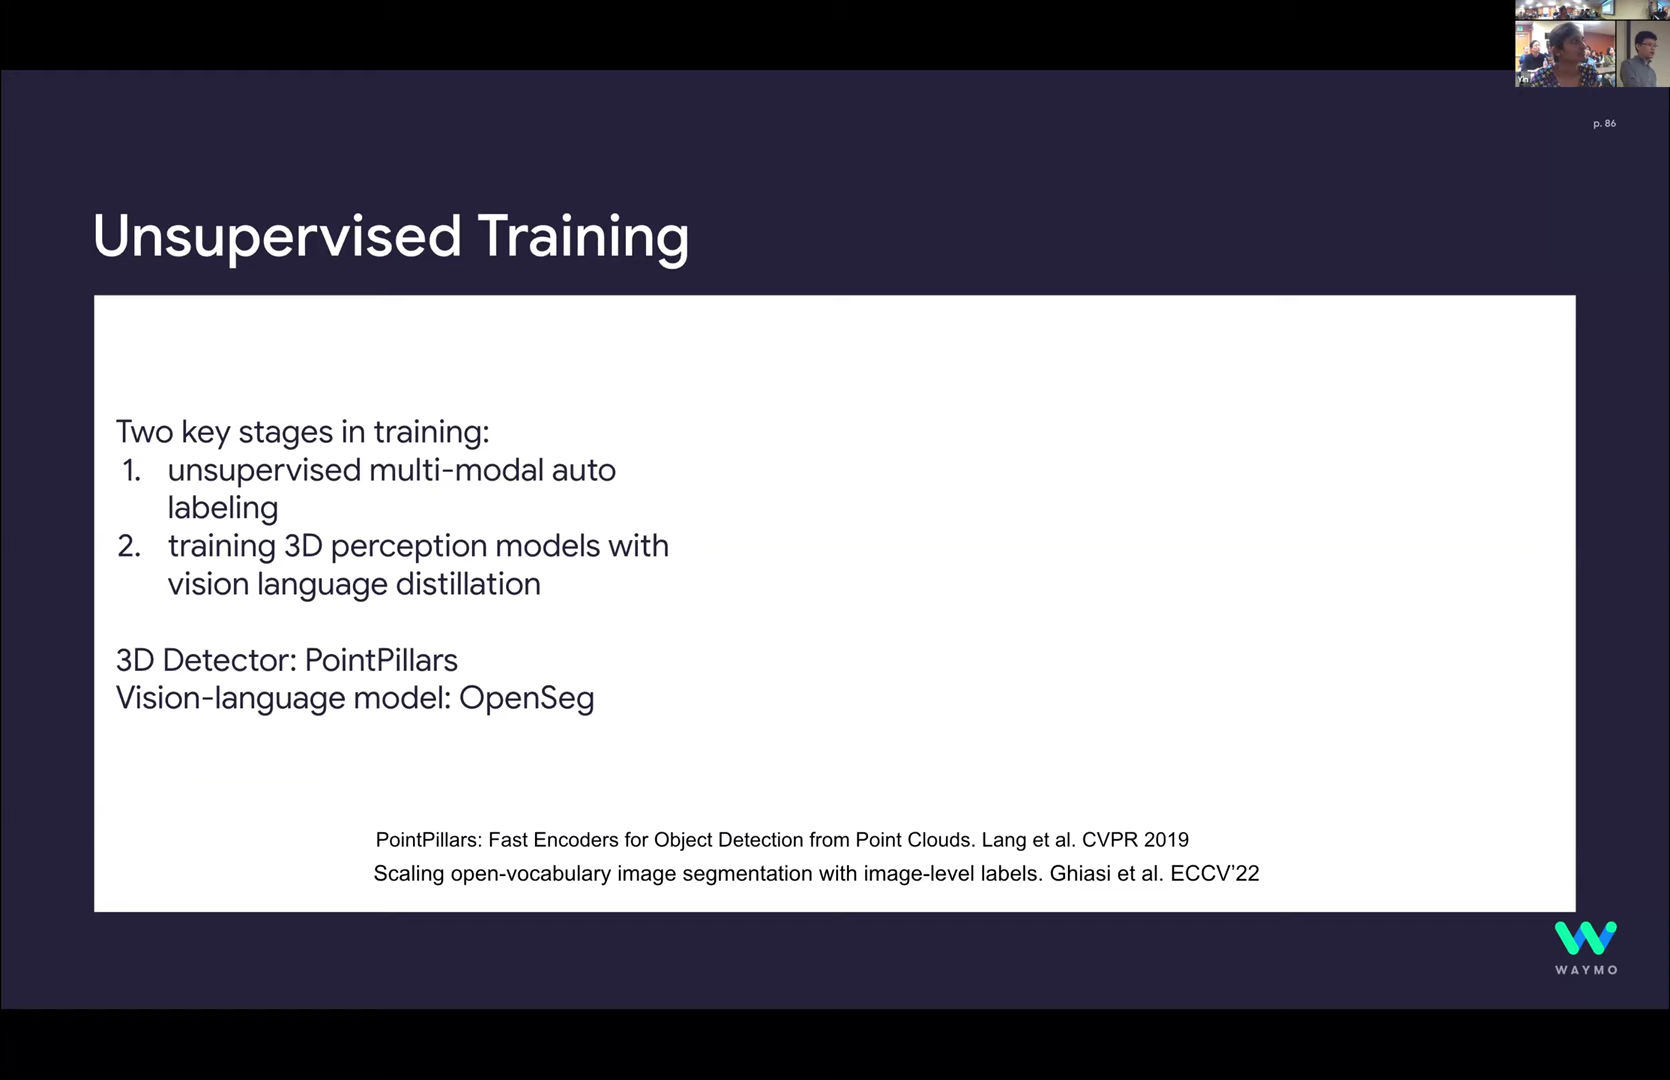 p. 86
Unsupervised Training
Two key stages in training:
1. unsupervised multi-modal auto
labeling
2. training 3D perception models with
vision language distillation
3D Detector: PointPillars
Vision-language model: OpenSeg
PointPillars: Fast Encoders for Object Detection from Point Clouds. Lang et al. CVPR 2019
Scaling open-vocabulary image segmentation with image-level labels. Ghiasi et al. ECCV’22
WAYMO